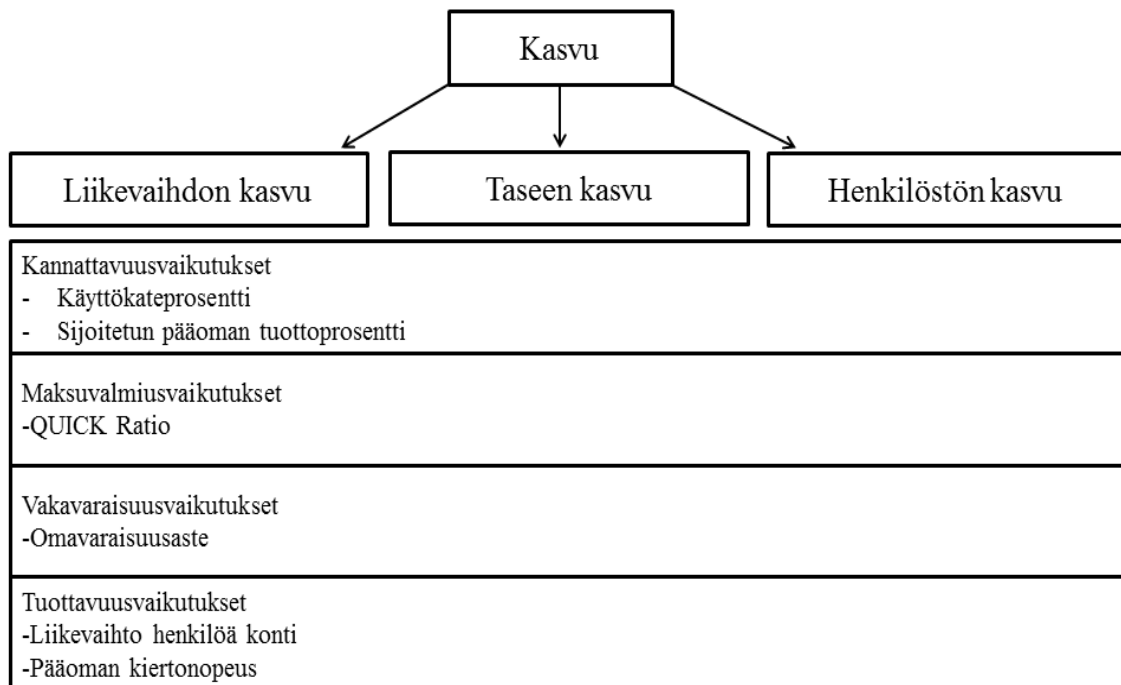 Kasvu
Liikevaihdon kasvu
Taseen kasvu
Henkilöstön kasvu
Kannattavuusvaikutukset
- Käyttökateprosentti
- Sijoitetun pääoman tuottoprosentti
Maksuvalmiusvaikutukset
-QUICK Ratio
Vakavaraisuusvaikutukset
-Omavaraisuusaste
Tuottavuusvaikutukset
-Liikevaihto henkilöä konti
-Pääoman kiertonopeus